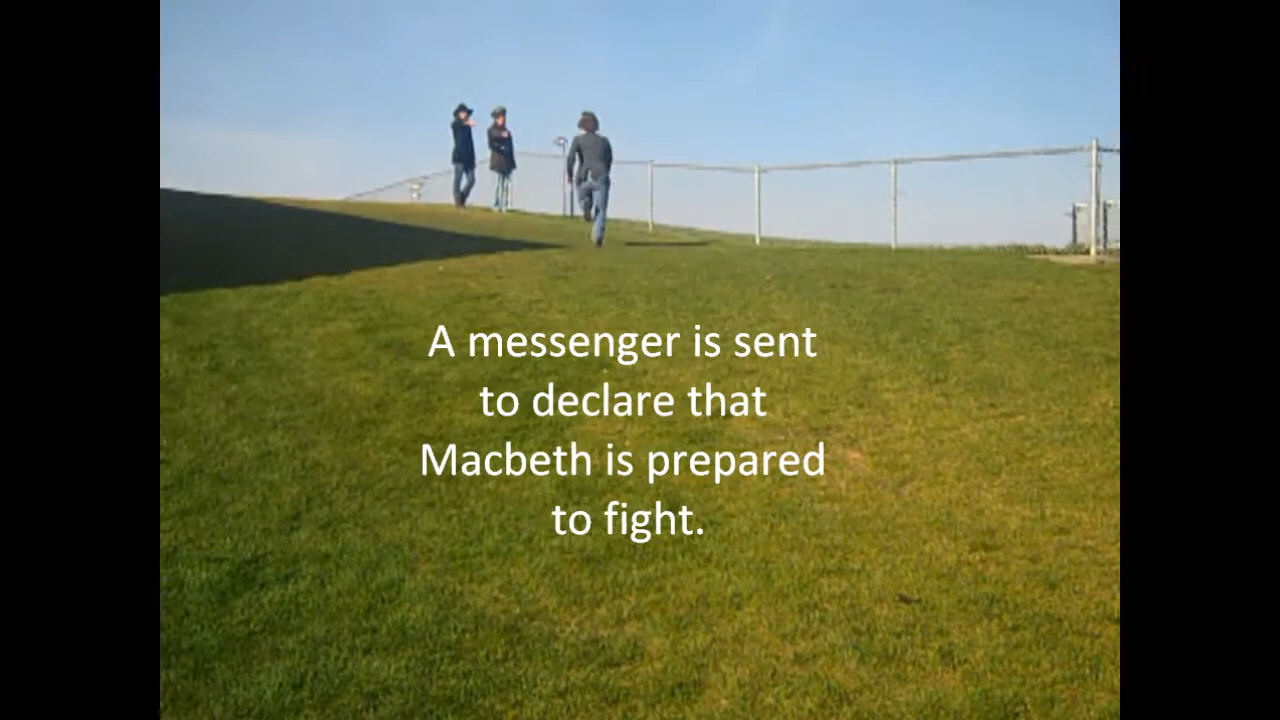 A messenger is sent
to declare that
Macbeth is prepared
to fight.